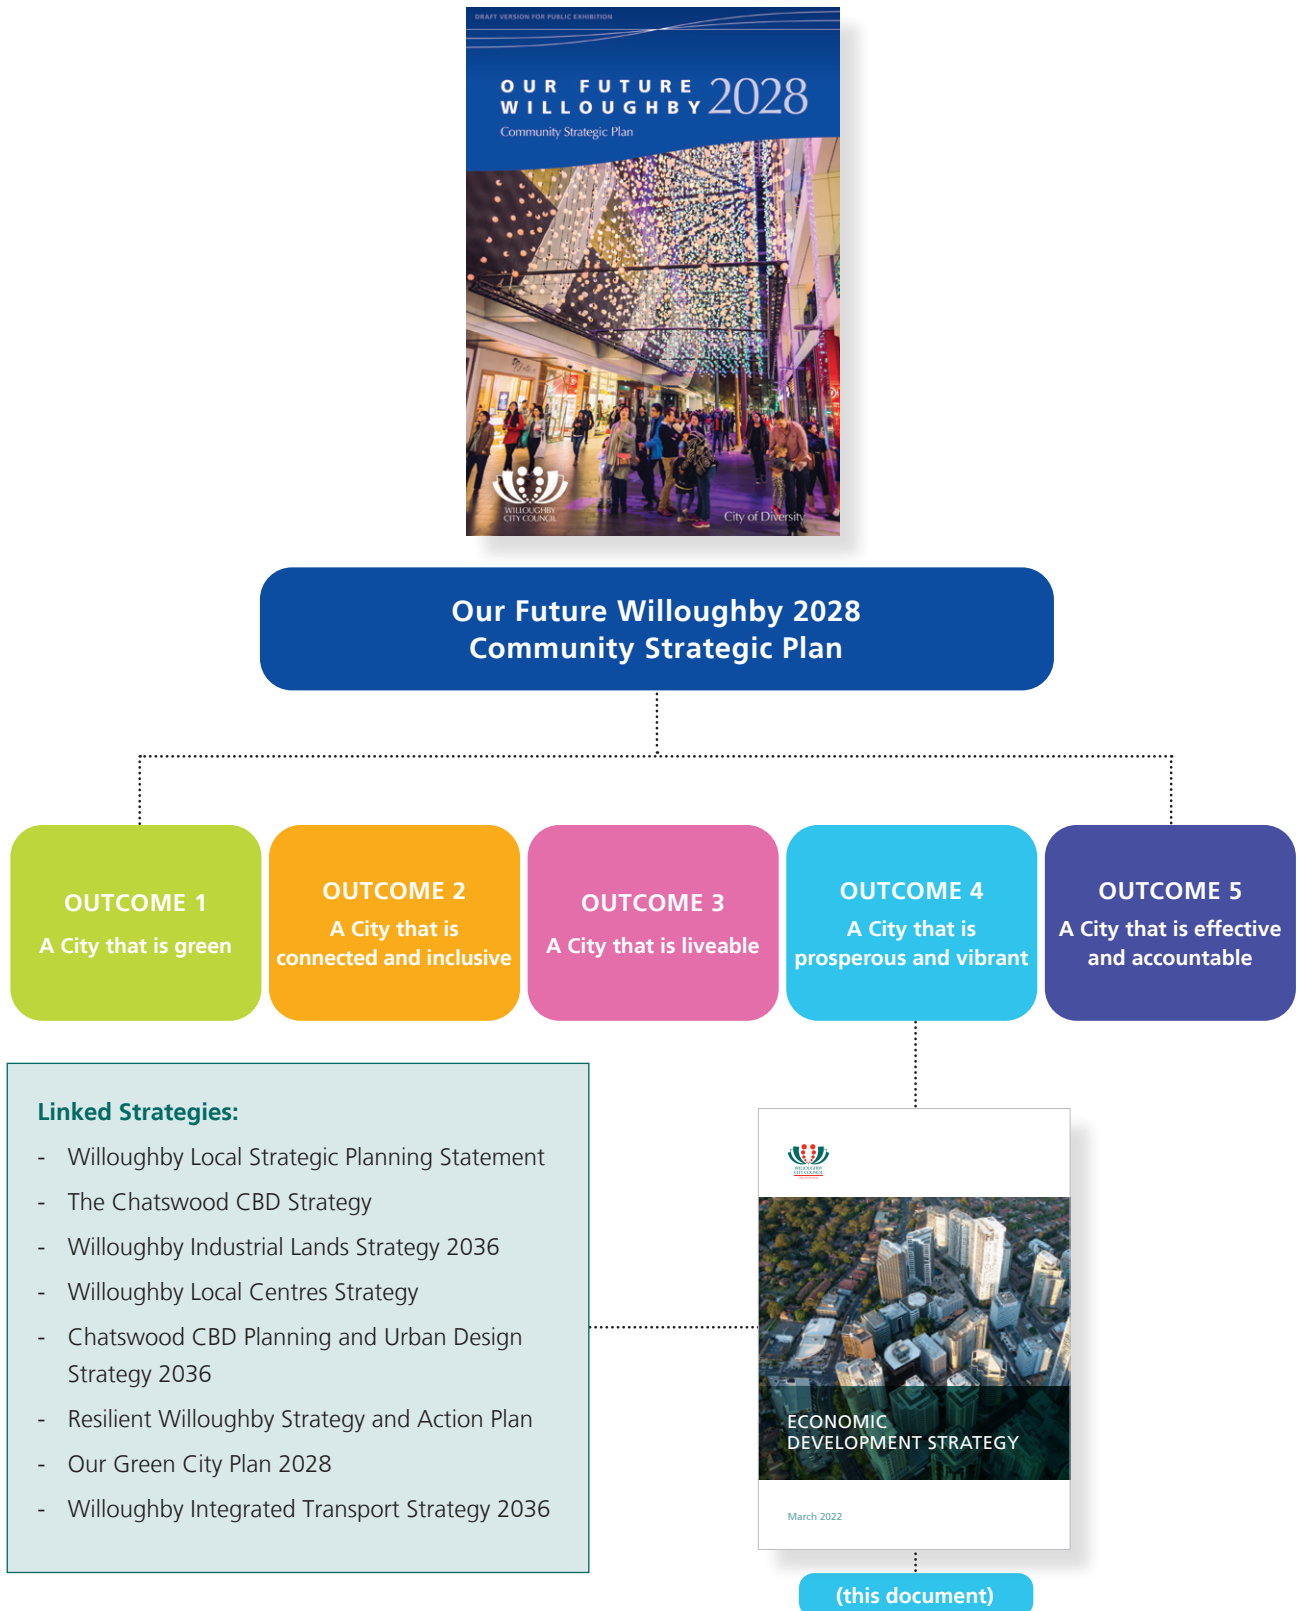 DRAFT VERSION FOR PUBLIC EXHIBITION
OUR FUTURE
WILLOUGHBY 2028
Community Strategic Plan
WILLOUGHBY
CITY COUNCIL
City of Diversity
Our Future Willoughby 2028
Community Strategic Plan
OUTCOME 1
A City that is green
OUTCOME 2
A City that is
connected and inclusive
OUTCOME 3
A City that is liveable
OUTCOME 4
A City that is
prosperous and vibrant
OUTCOME 5
A City that is effective
and accountable
Linked Strategies:
- Willoughby Local Strategic Planning Statement
- The Chatswood CBD Strategy
- Willoughby Industrial Lands Strategy 2036
- Willoughby Local Centres Strategy
- Chatswood CBD Planning and Urban Design
Strategy 2036
- Resilient Willoughby Strategy and Action Plan
- Our Green City Plan 2028
- Willoughby Integrated Transport Strategy 2036
WILLOUGHBY
CITY COUNCIL
ECONOMIC
DEVELOPMENT STRATEGY
March 2022
(this document)